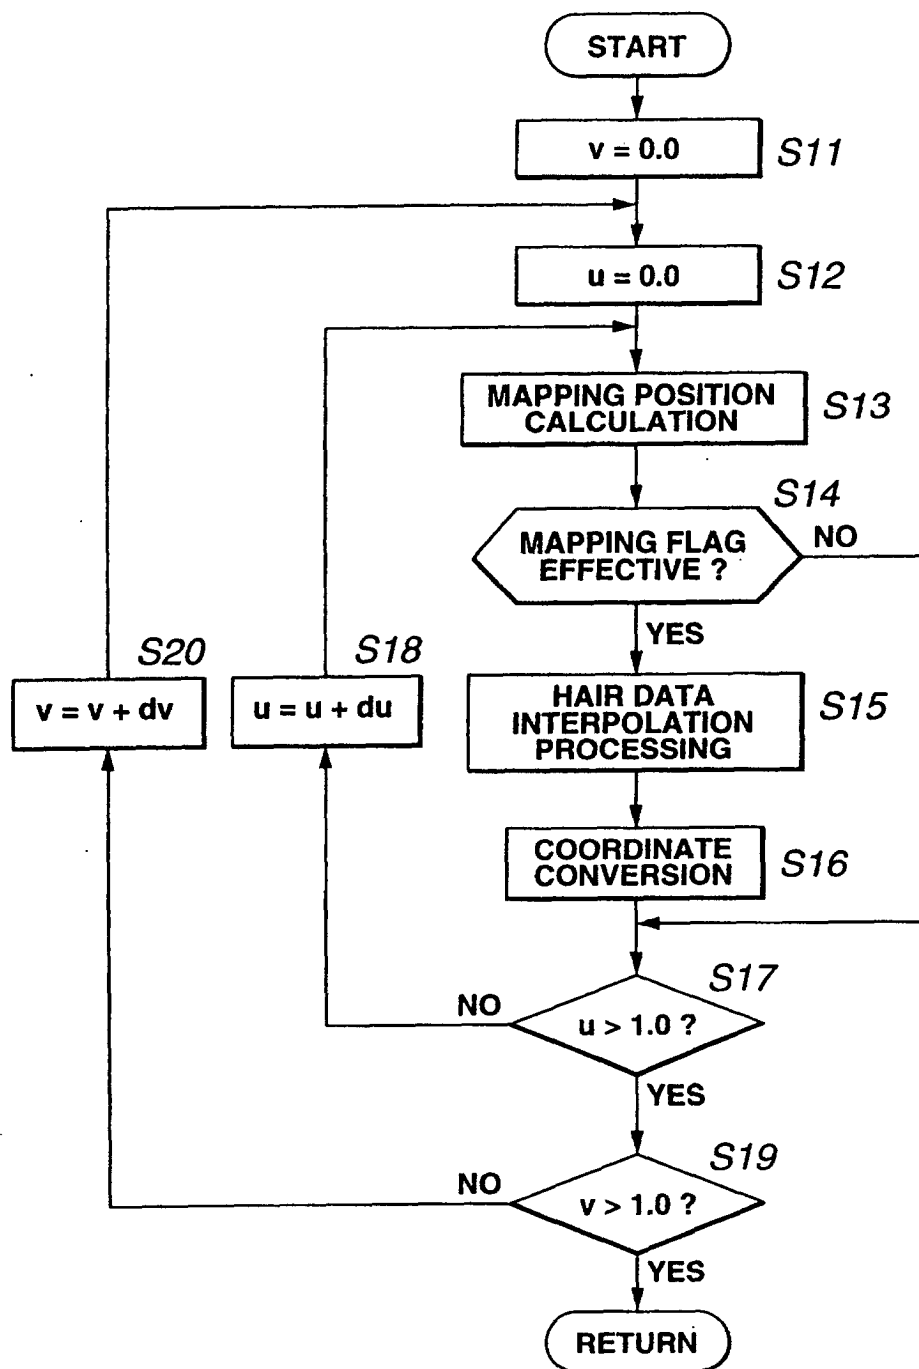 START
v = 0.0
S11
u = 0.0
S12
MAPPING POSITION
CALCULATION
S13
S14
MAPPING FLAG
EFFECTIVE ?
NO
YES
S20
v = v + dv
S18
u = u + du
HAIR DATA
INTERPOLATION
PROCESSING
S15
COORDINATE
CONVERSION
S16
S17
NO
u > 1.0 ?
YES
S19
NO
v > 1.0 ?
YES
RETURN